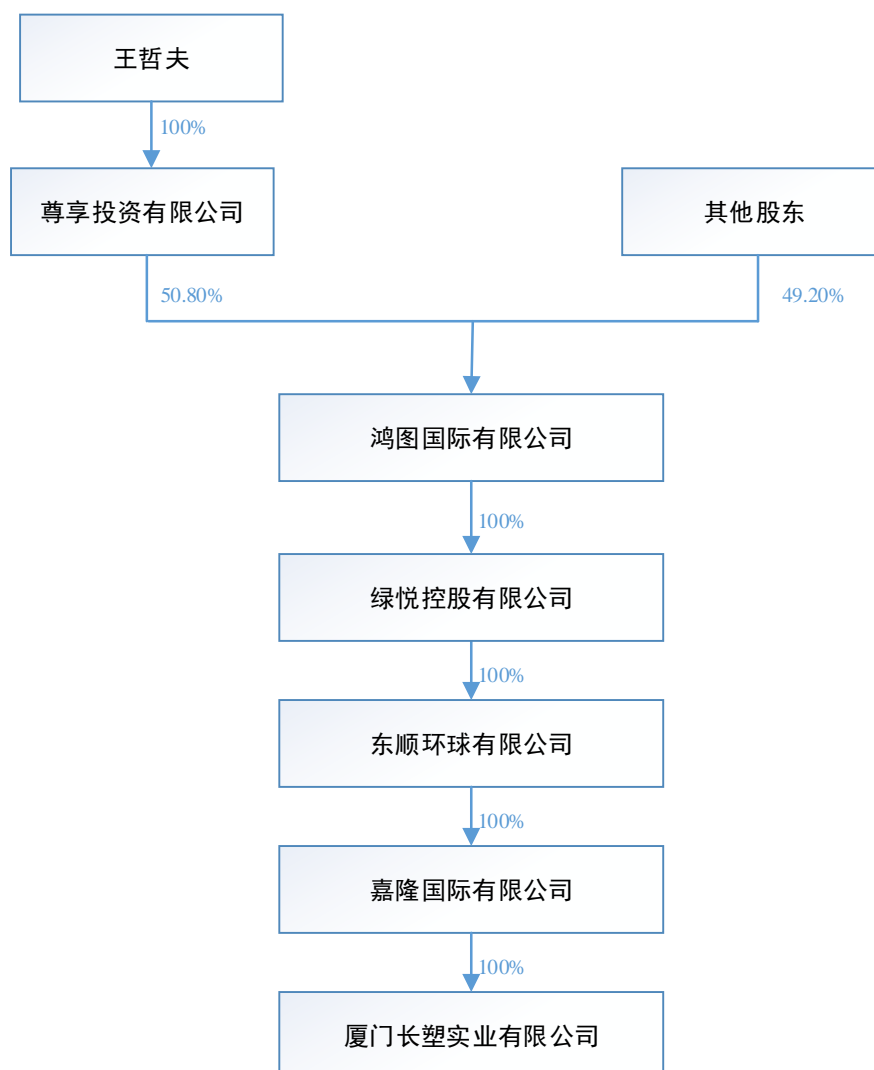 王哲夫
100%
尊享投资有限公司
其他股东
50.80%
49.20%
鸿图国际有限公司
100%
绿悦控股有限公司
100%
东顺环球有限公司
100%
嘉隆国际有限公司
100%
厦门长塑实业有限公司